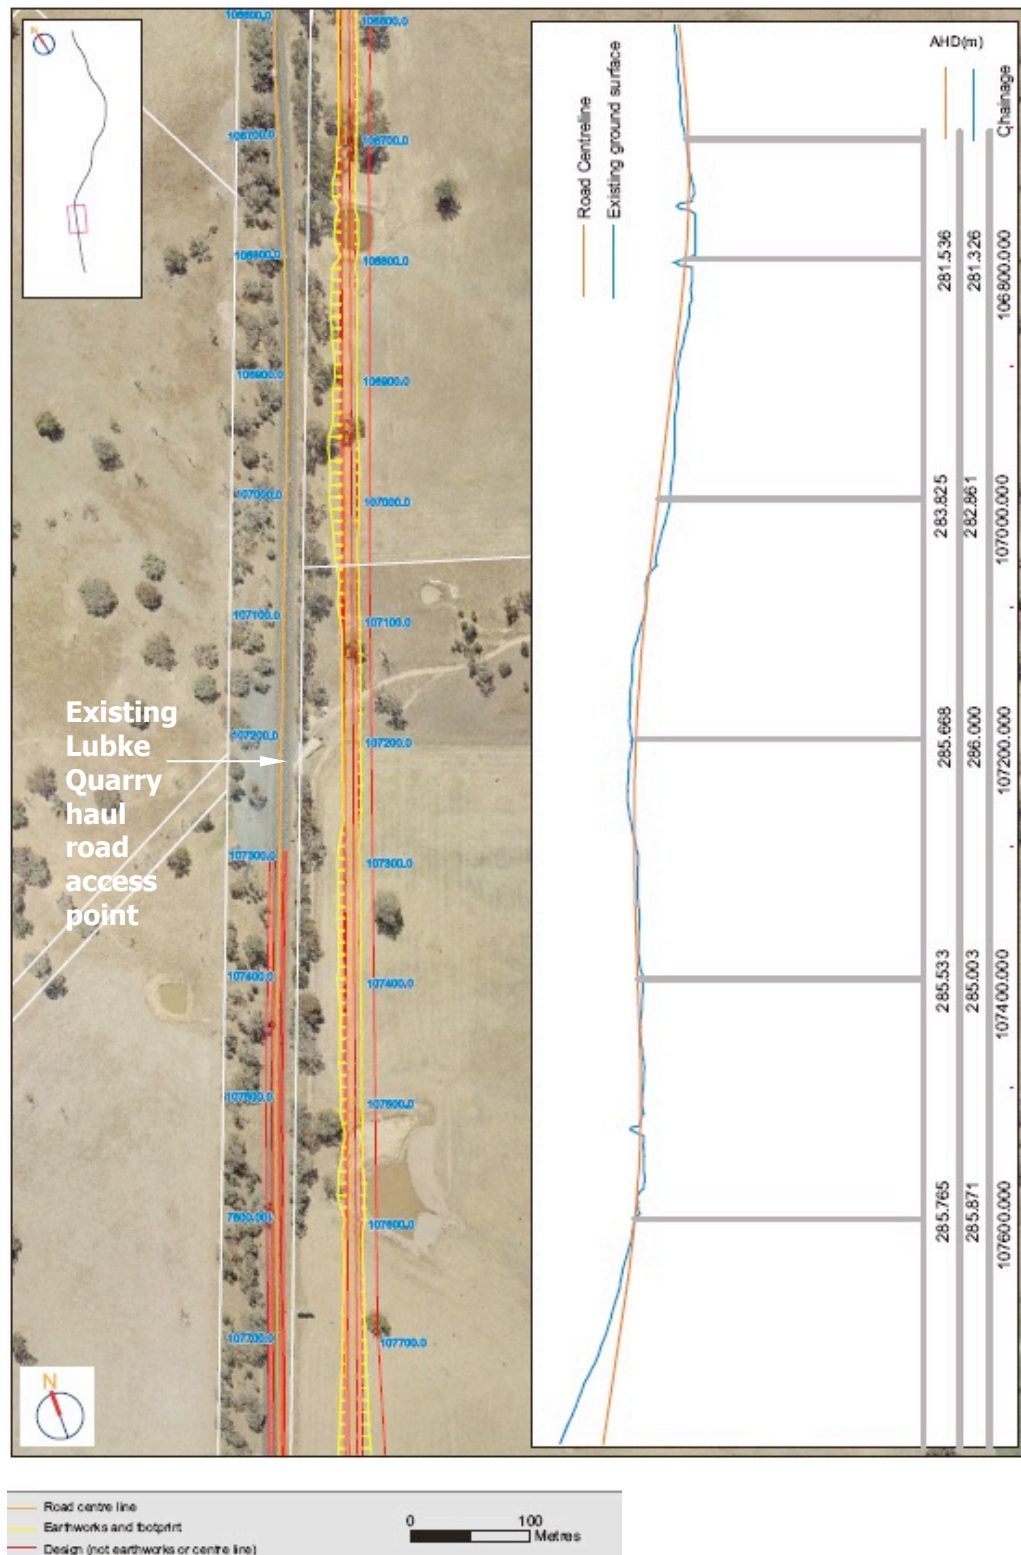 N
106600.0
106700.0
106800.0
106900.0
107000.0
107100.0
107200.0
107300.0
107400.0
107500.0
7600.00
107700.0
106600.0
106700.0
106800.0
106900.0
107000.0
107100.0
107200.0
107300.0
107400.0
107500.0
107600.0
107700.0
Existing
Lubke
Quarry
haul
road
access
point
N
Road Centreline
Existing ground surface
AHD(m)
Chainage
281.536
281.326
106800.000
283.825
282.861
107000.000
285.668
286.000
107200.000
285.533
285.003
107400.000
285.765
285.871
107600.000
Road centre line
Earthworks and footprint
Design (not earthworks or centre line)
0 100
Metres